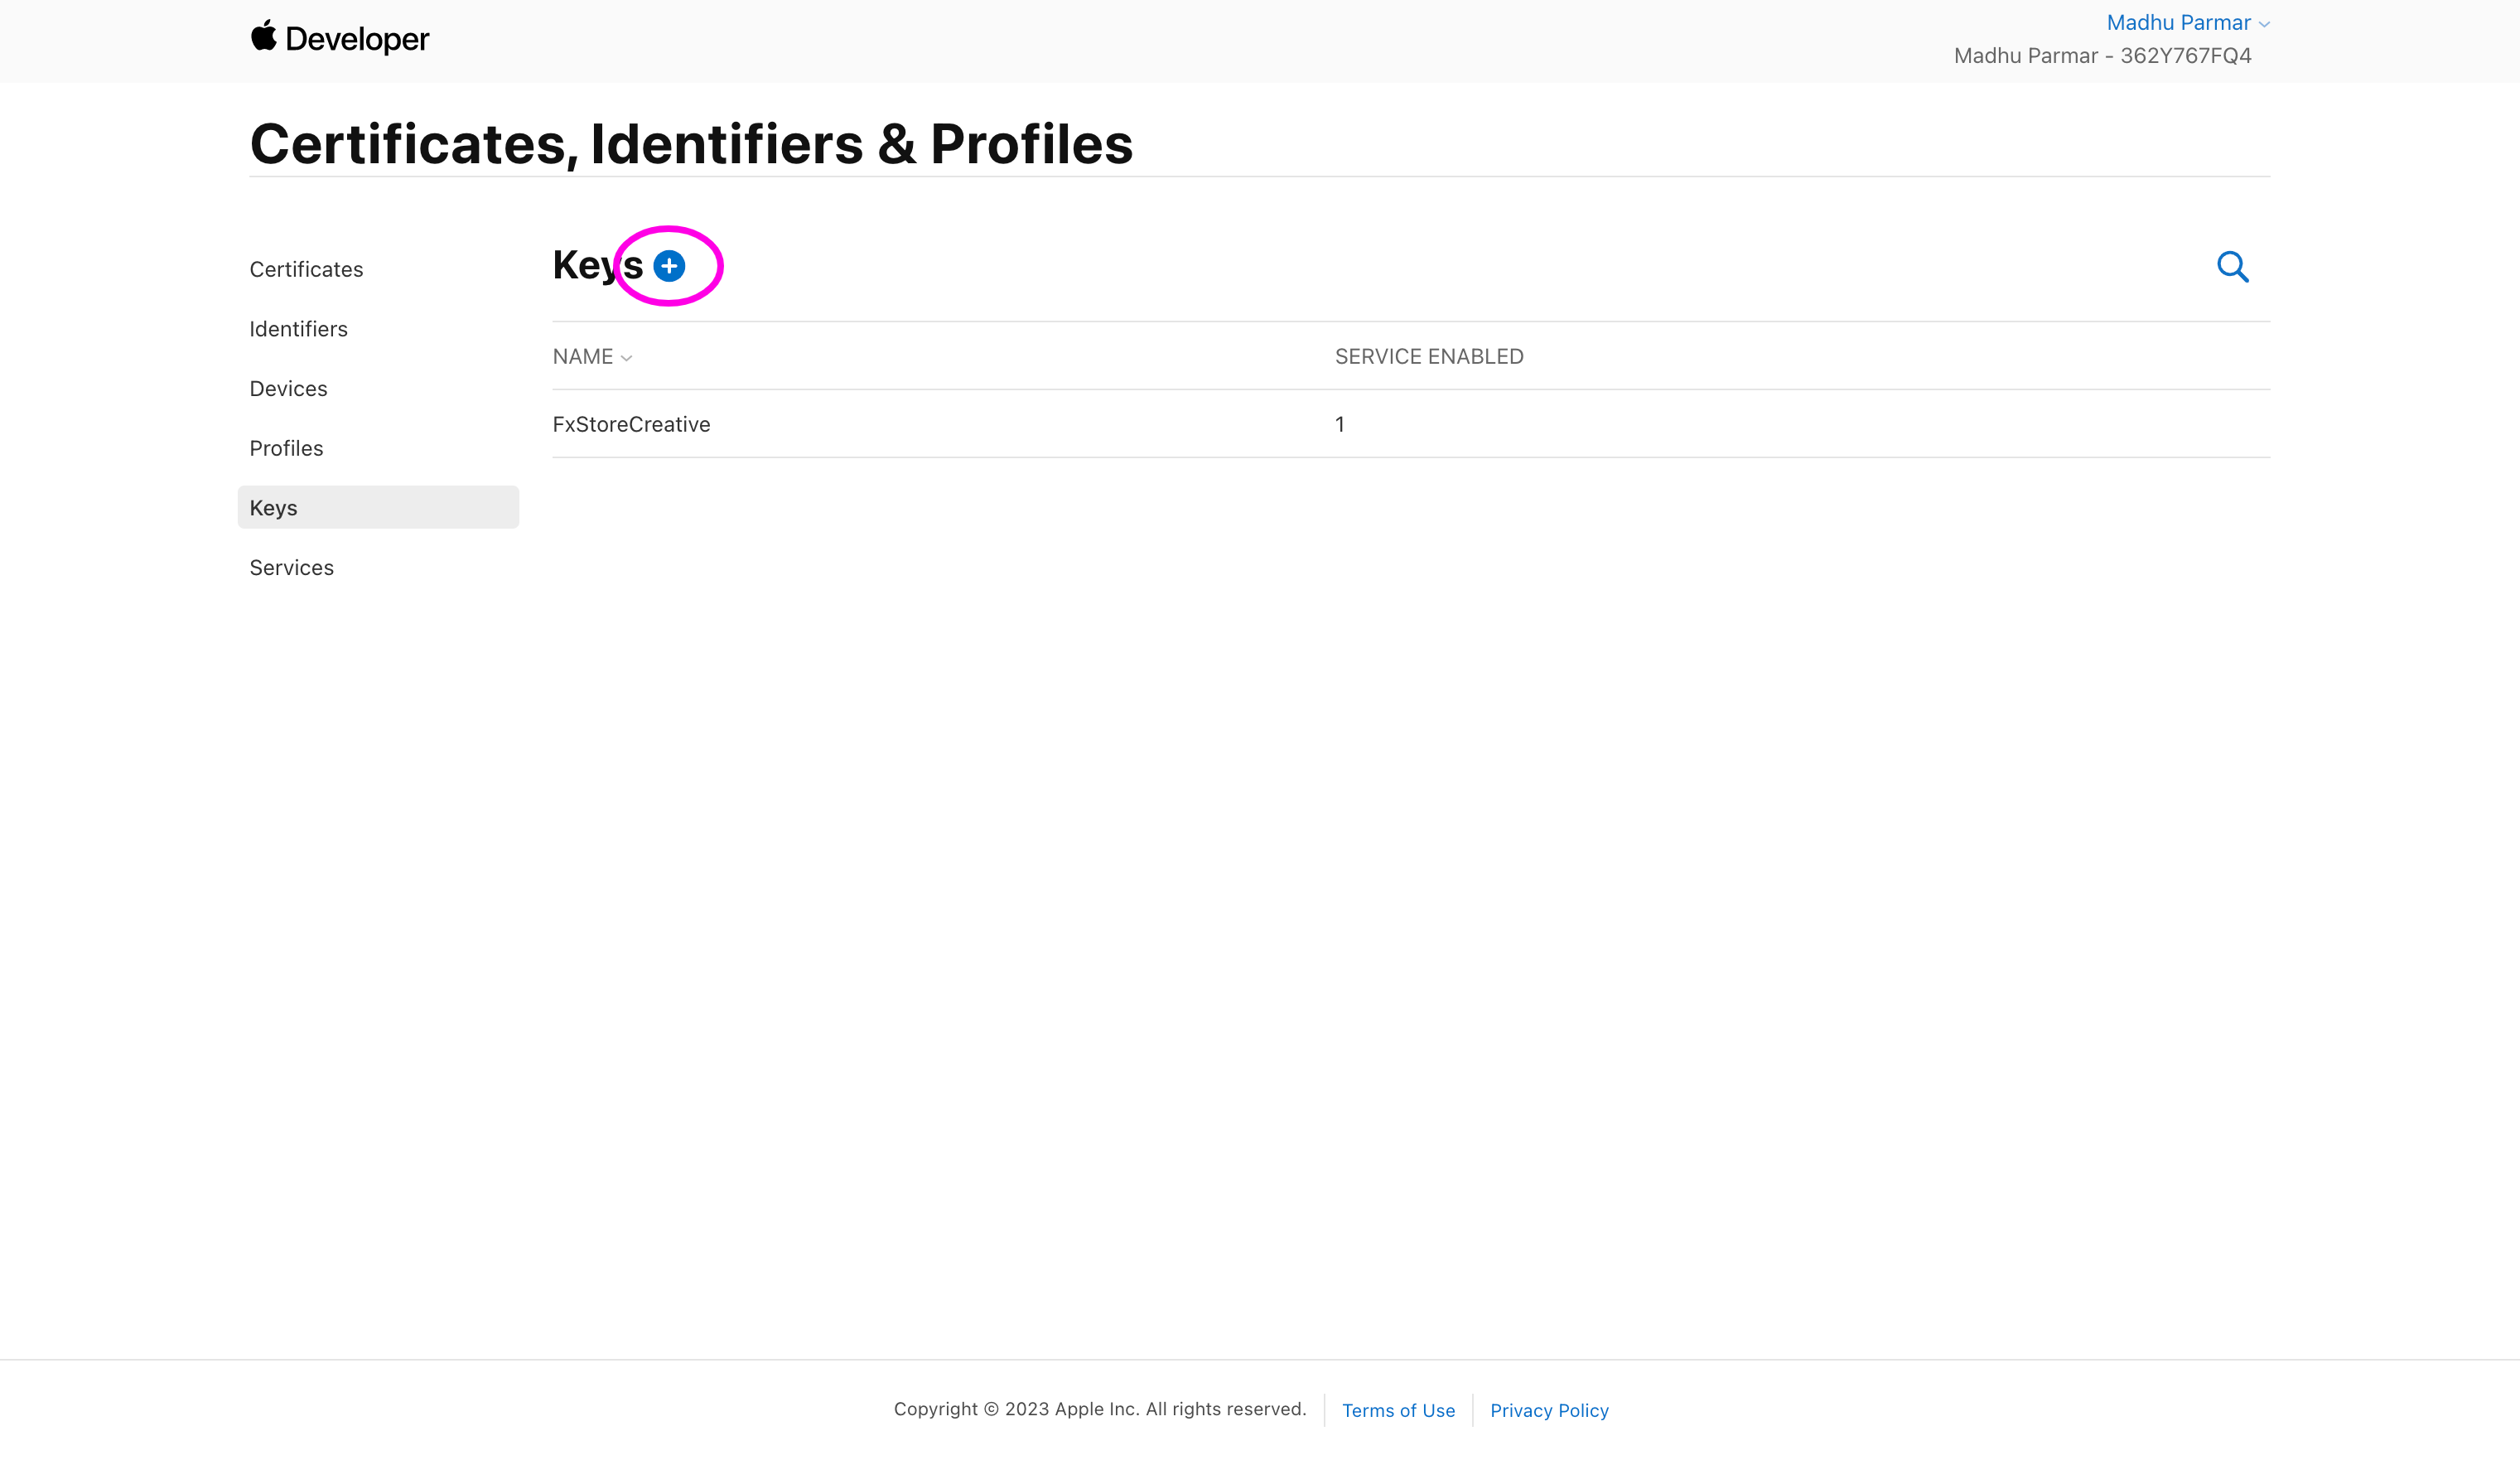 Developer
Madhu Parmar
Madhu Parmar - 362Y767FQ4
Certificates, Identifiers & Profiles
Certificates
Identifiers
Devices
Profiles
Keys
Services
Keys
NAME SERVICE ENABLED
FxStoreCreative 1
Copyright © 2023 Apple Inc. All rights reserved. Terms of Use Privacy Policy